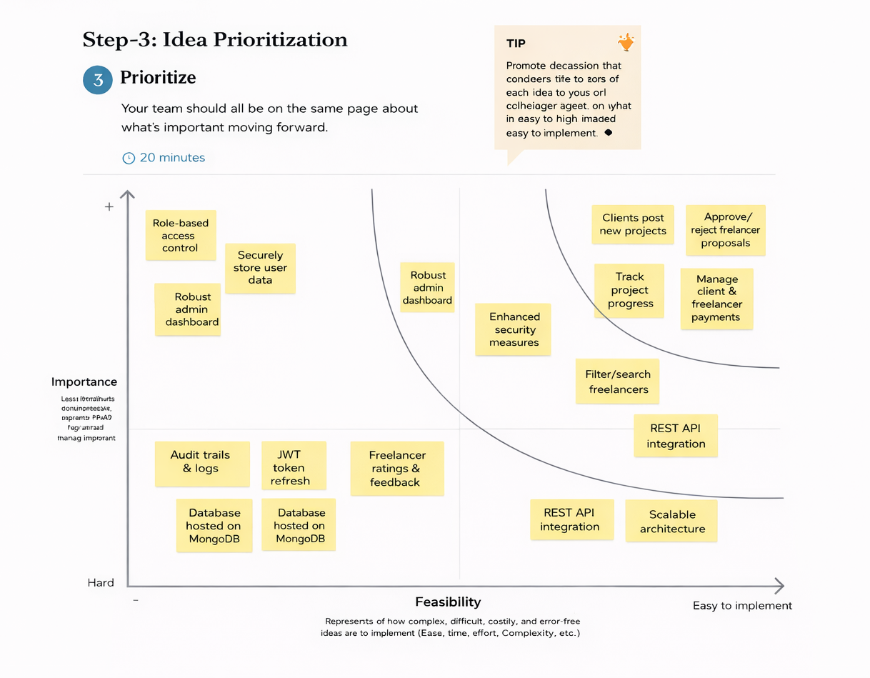 Step-3: Idea Prioritization
TIP
3
Prioritize
Promote decassion that
condeers tife to sors of
each idea to yous orl
colheiager ageet. on what
in easy to high imaded
easy to implement.
Your team should all be on the same page about
what's important moving forward.
20 minutes
+
Role-based
access
control
Securely
store user
data
Robust
admin
dashboard
Robust
admin
dashboard
Enhanced
security
measures
Clients post
new projects
Approve/
reject frelancer
proposals
Track
project
progress
Manage
client &
freelancer
payments
Filter/search
freelancers
REST API
integration
Importance
Audit trails
& logs
JWT
token
refresh
Freelancer
ratings &
feedback
Database
hosted on
MongoDB
Database
hosted on
MongoDB
REST API
integration
Scalable
architecture
Hard
–
Feasibility
Easy to implement
Represents of how complex, difficult, costily, and error-free
ideas are to implement (Ease, time, effort, Complexity, etc.)